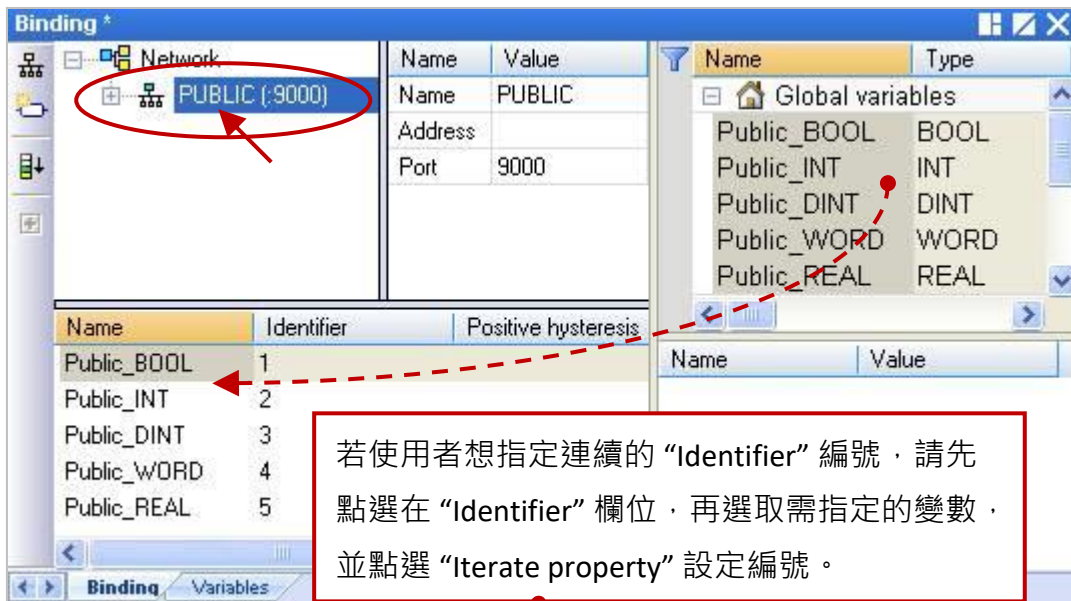 Binding *
Network
PUBLIC (:9000)
Name Value
Name PUBLIC
Address
Port 9000
Name Type
Global variables
Public_BOOL BOOL
Public_INT INT
Public_DINT DINT
Public_WORD WORD
Public_REAL REAL
Name Identifier Positive hysteresis
Public_BOOL 1
Public_INT 2
Public_DINT 3
Public_WORD 4
Public_REAL 5
Name Value
若使用者想指定連續的 “Identifier” 編號，請先
點選在 “Identifier” 欄位，再選取需指定的變數，
並點選 “Iterate property” 設定編號。
Binding Variables